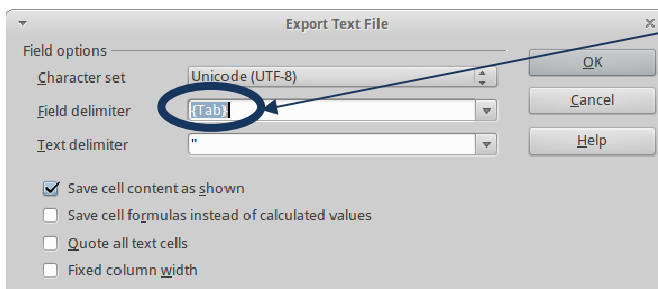 Export Text File
Field options
Character set Unicode (UTF-8)
Field delimiter {Tab}
Text delimiter "
OK
Cancel
Help
Save cell content as shown
Save cell formulas instead of calculated values
Quote all text cells
Fixed column width